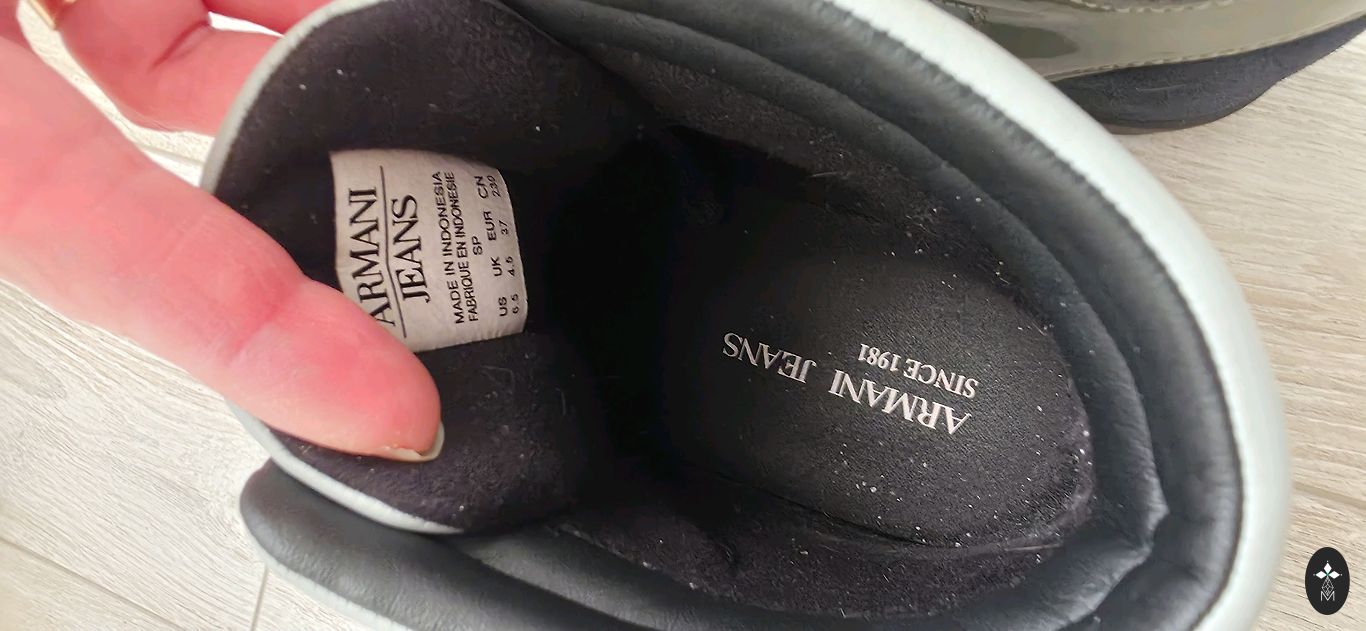 ARMANI
JEANS
MADE IN INDONESIA
FABRIQUE EN INDONESIE
SP
US UK EUR CN
6.5 4.5 37 230
ARMANI JEANS
SINCE 1981
M